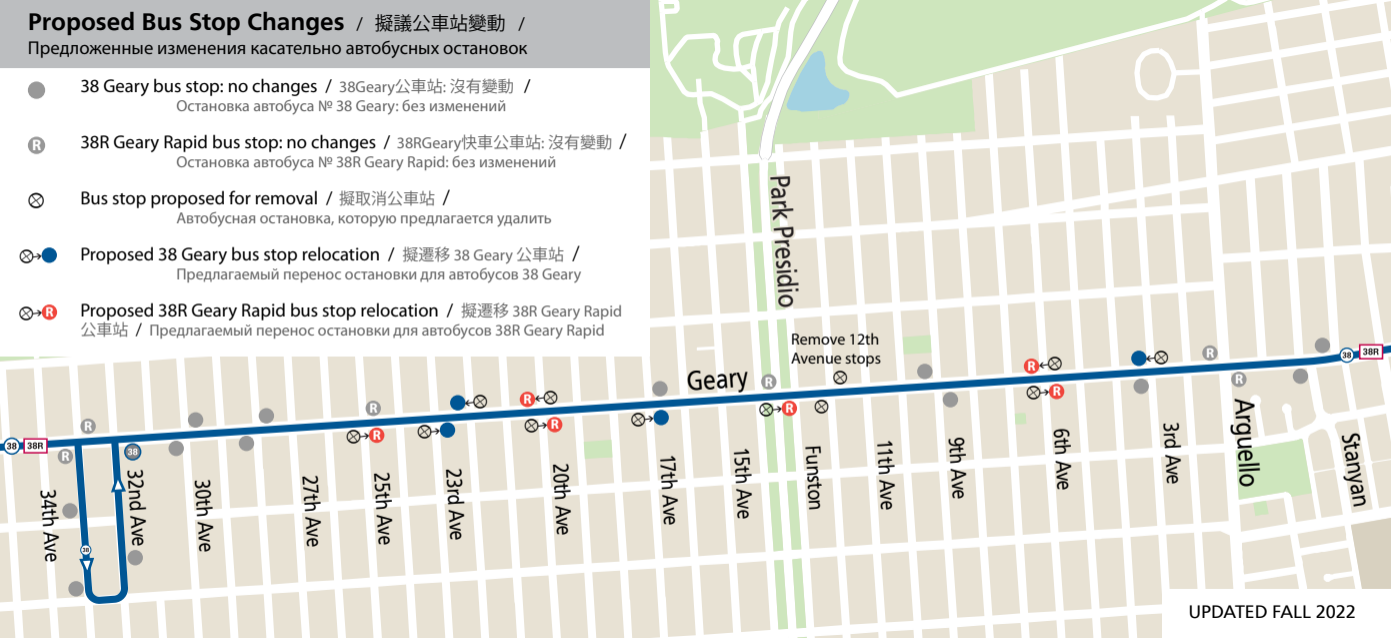 Proposed Bus Stop Changes / 擬議公車站變動 /
Предложенные изменения касательно автобусных остановок
38 Geary bus stop: no changes / 38Geary公車站: 沒有變動 /
Остановка автобуса № 38 Geary: без изменений
R
38R Geary Rapid bus stop: no changes / 38RGeary快車公車站: 沒有變動 /
Остановка автобуса № 38R Geary Rapid: без изменений
Bus stop proposed for removal / 擬取消公車站 /
Автобусная остановка, которую предлагается удалить
Proposed 38 Geary bus stop relocation / 擬遷移 38 Geary 公車站 /
Предлагаемый перенос остановки для автобусов 38 Geary
R
Proposed 38R Geary Rapid bus stop relocation / 擬遷移 38R Geary Rapid
公車站 / Предлагаемый перенос остановки для автобусов 38R Geary Rapid
Park Presidio
Remove 12th
Avenue stops
Geary
38 38R
R
R
38
38
R
R
R
R
R
R
R
R
R
R
38 38R
34th Ave
32nd Ave
30th Ave
27th Ave
25th Ave
23rd Ave
20th Ave
17th Ave
15th Ave
Funston
11th Ave
9th Ave
6th Ave
3rd Ave
Arguello
Stanyan
UPDATED FALL 2022